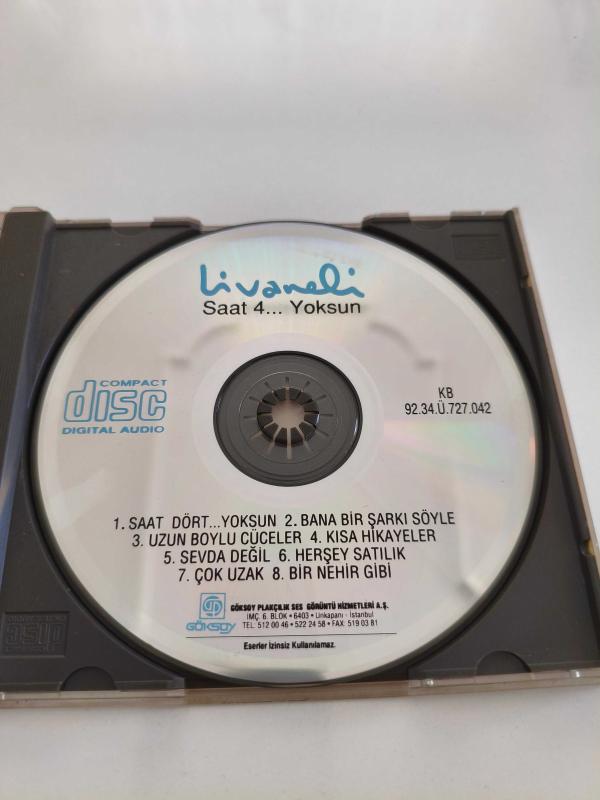 Livaneli
Saat 4... Yoksun
COMPACT
disc
DIGITAL AUDIO
KB
92.34.Ü.727.042
1. SAAT DÖRT...YOKSUN 2. BANA BİR ŞARKI SÖYLE
3. UZUN BOYLU CÜCELER 4. KISA HİKAYELER
5. SEVDA DEĞİL 6. HERŞEY SATILIK
7. ÇOK UZAK 8. BİR NEHİR GİBİ
GÖKSOY
GÖKSOY PLAKÇILIK SES GÖRÜNTÜ HİZMETLERİ A.Ş.
İMÇ. 6. BLOK • 6403 • Unkapanı - İstanbul
TEL: 512 00 46 • 522 24 58 • FAX: 519 03 81
Eserler İzinsiz Kullanılamaz.